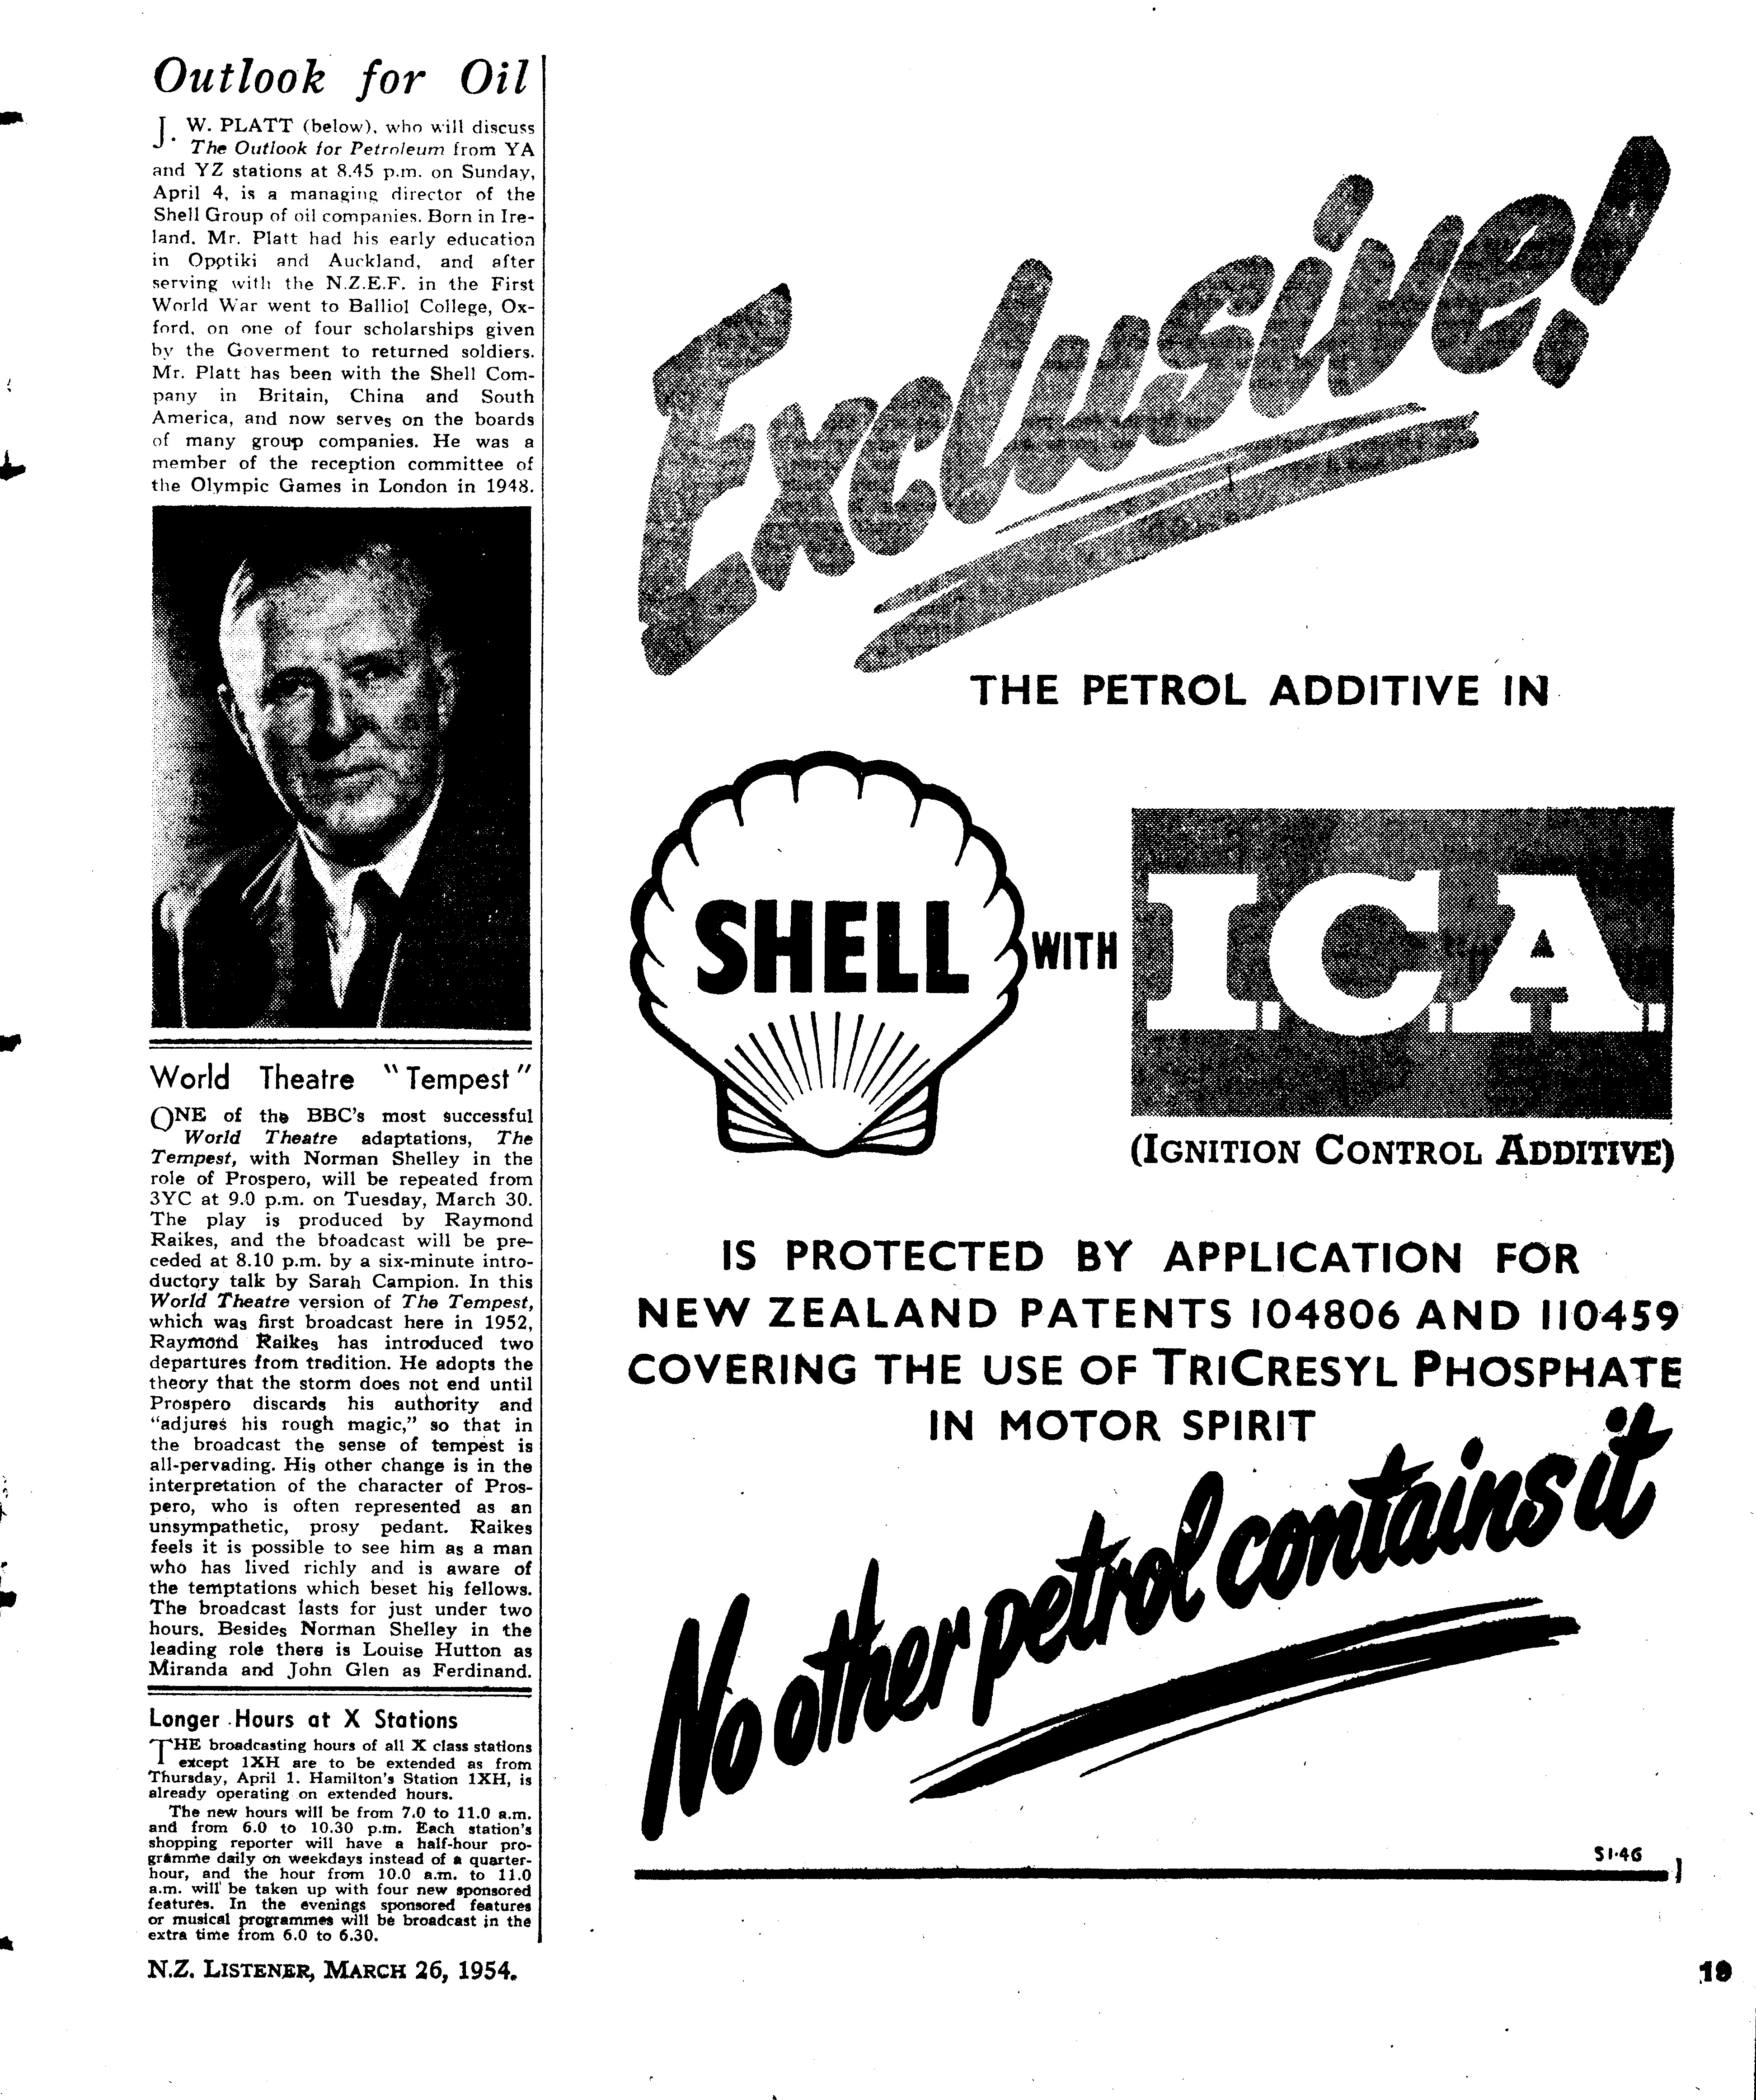 Outlook for Oil
J. W. PLATT (below), who will discuss
The Outlook for Petroleum from YA
and YZ stations at 8.45 p.m. on Sunday,
April 4, is a managing director of the
Shell Group of oil companies. Born in Ire-
land, Mr. Platt had his early education
in Opotiki and Auckland, and after
serving with the N.Z.E.F. in the First
World War went to Balliol College, Ox-
ford, on one of four scholarships given
by the Goverment to returned soldiers.
Mr. Platt has been with the Shell Com-
pany in Britain, China and South
America, and now serves on the boards
of many group companies. He was a
member of the reception committee of
the Olympic Games in London in 1948.
World Theatre "Tempest"
ONE of the BBC's most successful
World Theatre adaptations, The
Tempest, with Norman Shelley in the
role of Prospero, will be repeated from
3YC at 9.0 p.m. on Tuesday, March 30.
The play is produced by Raymond
Raikes, and the broadcast will be pre-
ceded at 8.10 p.m. by a six-minute intro-
ductory talk by Sarah Campion. In this
World Theatre version of The Tempest,
which was first broadcast here in 1952,
Raymond Raikes has introduced two
departures from tradition. He adopts the
theory that the storm does not end until
Prospero discards his authority and
"adjures his rough magic," so that in
the broadcast the sense of tempest is
all-pervading. His other change is in the
interpretation of the character of Pros-
pero, who is often represented as an
unsympathetic, prosy pedant. Raikes
feels it is possible to see him as a man
who has lived richly and is aware of
the temptations which beset his fellows.
The broadcast lasts for just under two
hours. Besides Norman Shelley in the
leading role there is Louise Hutton as
Miranda and John Glen as Ferdinand.
Longer Hours at X Stations
THE broadcasting hours of all X class stations
except 1XH are to be extended as from
Thursday, April 1. Hamilton's Station 1XH, is
already operating on extended hours.
The new hours will be from 7.0 to 11.0 a.m.
and from 6.0 to 10.30 p.m. Each station's
shopping reporter will have a half-hour pro-
gramme daily on weekdays instead of a quarter-
hour, and the hour from 10.0 a.m. to 11.0
a.m. will be taken up with four new sponsored
features. In the evenings sponsored features
or musical programmes will be broadcast in the
extra time from 6.0 to 6.30.
Exclusive!
THE PETROL ADDITIVE IN
SHELL
WITH
I.C.A.
(IGNITION CONTROL ADDITIVE)
IS PROTECTED BY APPLICATION FOR
NEW ZEALAND PATENTS 104806 AND 110459
COVERING THE USE OF TRICRESYL PHOSPHATE
IN MOTOR SPIRIT
No other petrol contains it
S1·46
N.Z. LISTENER, MARCH 26, 1954.
19